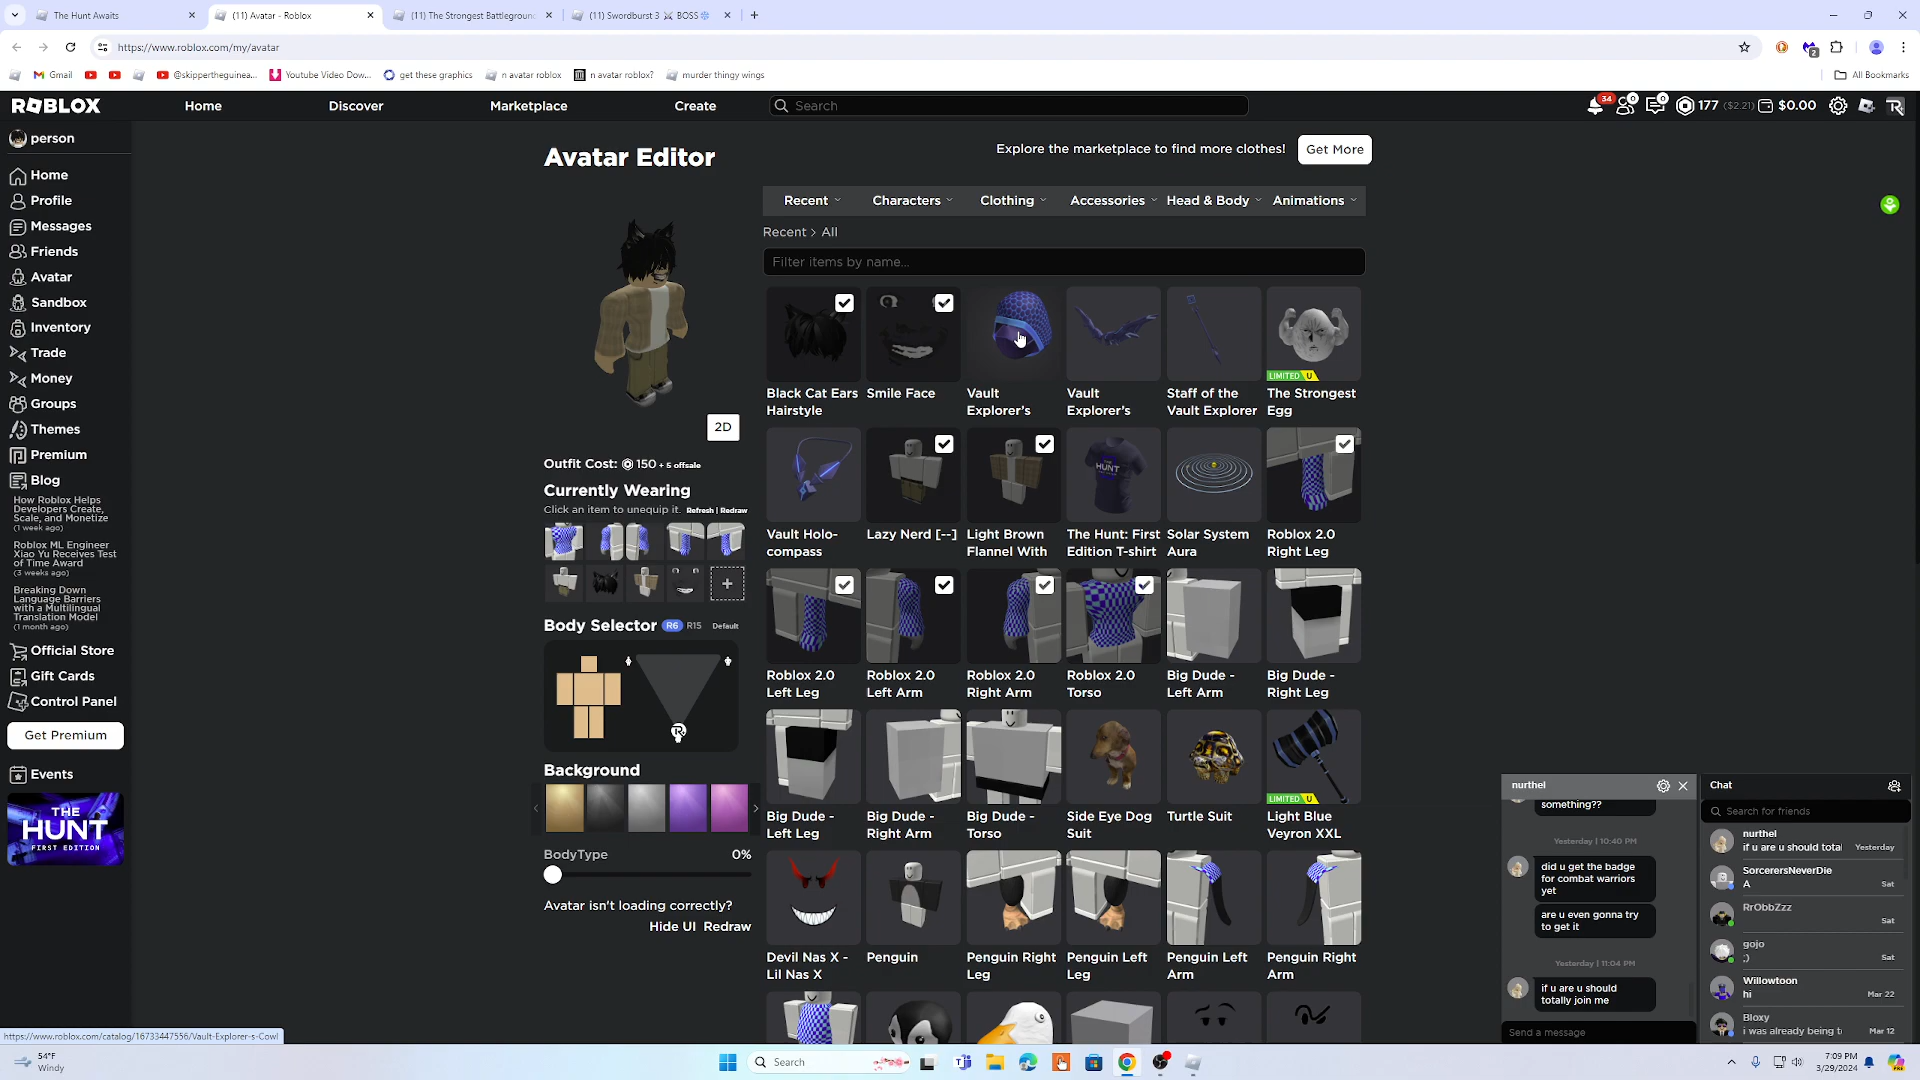 The Hunt Awaits
(11) Avatar - Roblox
(11) The Strongest Battleground
(11) Swordburst 3 ⚔ BOSS❄
https://www.roblox.com/my/avatar
Gmail
@skippertheguinea...
Youtube Video Dow...
get these graphics
n avatar roblox
n avatar roblox?
murder thingy wings
All Bookmarks
ROBLOX
Home
Discover
Marketplace
Create
Search
34
0
0
177
($2.21)
$0.00
person
Home
Profile
Messages
Friends
Avatar
Sandbox
Inventory
Trade
Money
Groups
Themes
Premium
Blog
How Roblox Helps
Developers Create,
Scale, and Monetize
(1 week ago)
Roblox ML Engineer
Xiao Yu Receives Test
of Time Award
(3 weeks ago)
Breaking Down
Language Barriers
with a Multilingual
Translation Model
(1 month ago)
Official Store
Gift Cards
Control Panel
Get Premium
Events
THE
HUNT
FIRST EDITION
Avatar Editor
Explore the marketplace to find more clothes!
Get More
2D
Outfit Cost: 150 + 5 offsale
Currently Wearing
Click an item to unequip it. Refresh | Redraw
Body Selector R6 R15 Default
Background
BodyType 0%
Avatar isn't loading correctly?
Hide UI Redraw
Recent
Characters
Clothing
Accessories
Head & Body
Animations
Recent > All
Filter items by name...
Black Cat Ears
Hairstyle
Smile Face
Vault
Explorer's
Vault
Explorer's
Staff of the
Vault Explorer
LIMITED U
The Strongest
Egg
Vault Holo-
compass
Lazy Nerd [--]
Light Brown
Flannel With
THE
HUNT
The Hunt: First
Edition T-shirt
Solar System
Aura
Roblox 2.0
Right Leg
Roblox 2.0
Left Leg
Roblox 2.0
Left Arm
Roblox 2.0
Right Arm
Roblox 2.0
Torso
Big Dude -
Left Arm
Big Dude -
Right Leg
Big Dude -
Left Leg
Big Dude -
Right Arm
Big Dude -
Torso
Side Eye Dog
Suit
Turtle Suit
LIMITED U
Light Blue
Veyron XXL
Devil Nas X -
Lil Nas X
Penguin
Penguin Right
Leg
Penguin Left
Leg
Penguin Left
Arm
Penguin Right
Arm
nurthel
something??
Yesterday | 10:40 PM
did u get the badge
for combat warriors
yet
are u even gonna try
to get it
Yesterday | 11:04 PM
if u are u should
totally join me
Send a message
Chat
Search for friends
nurthel
if u are u should total
Yesterday
SorcerersNeverDie
A
Sat
RrObbZzz
Sat
gojo
;)
Sat
Willowtoon
hi
Mar 22
Bloxy
i was already being t
Mar 12
https://www.roblox.com/catalog/16733447556/Vault-Explorer-s-Cowl
54°F
Windy
Search
7:09 PM
3/29/2024